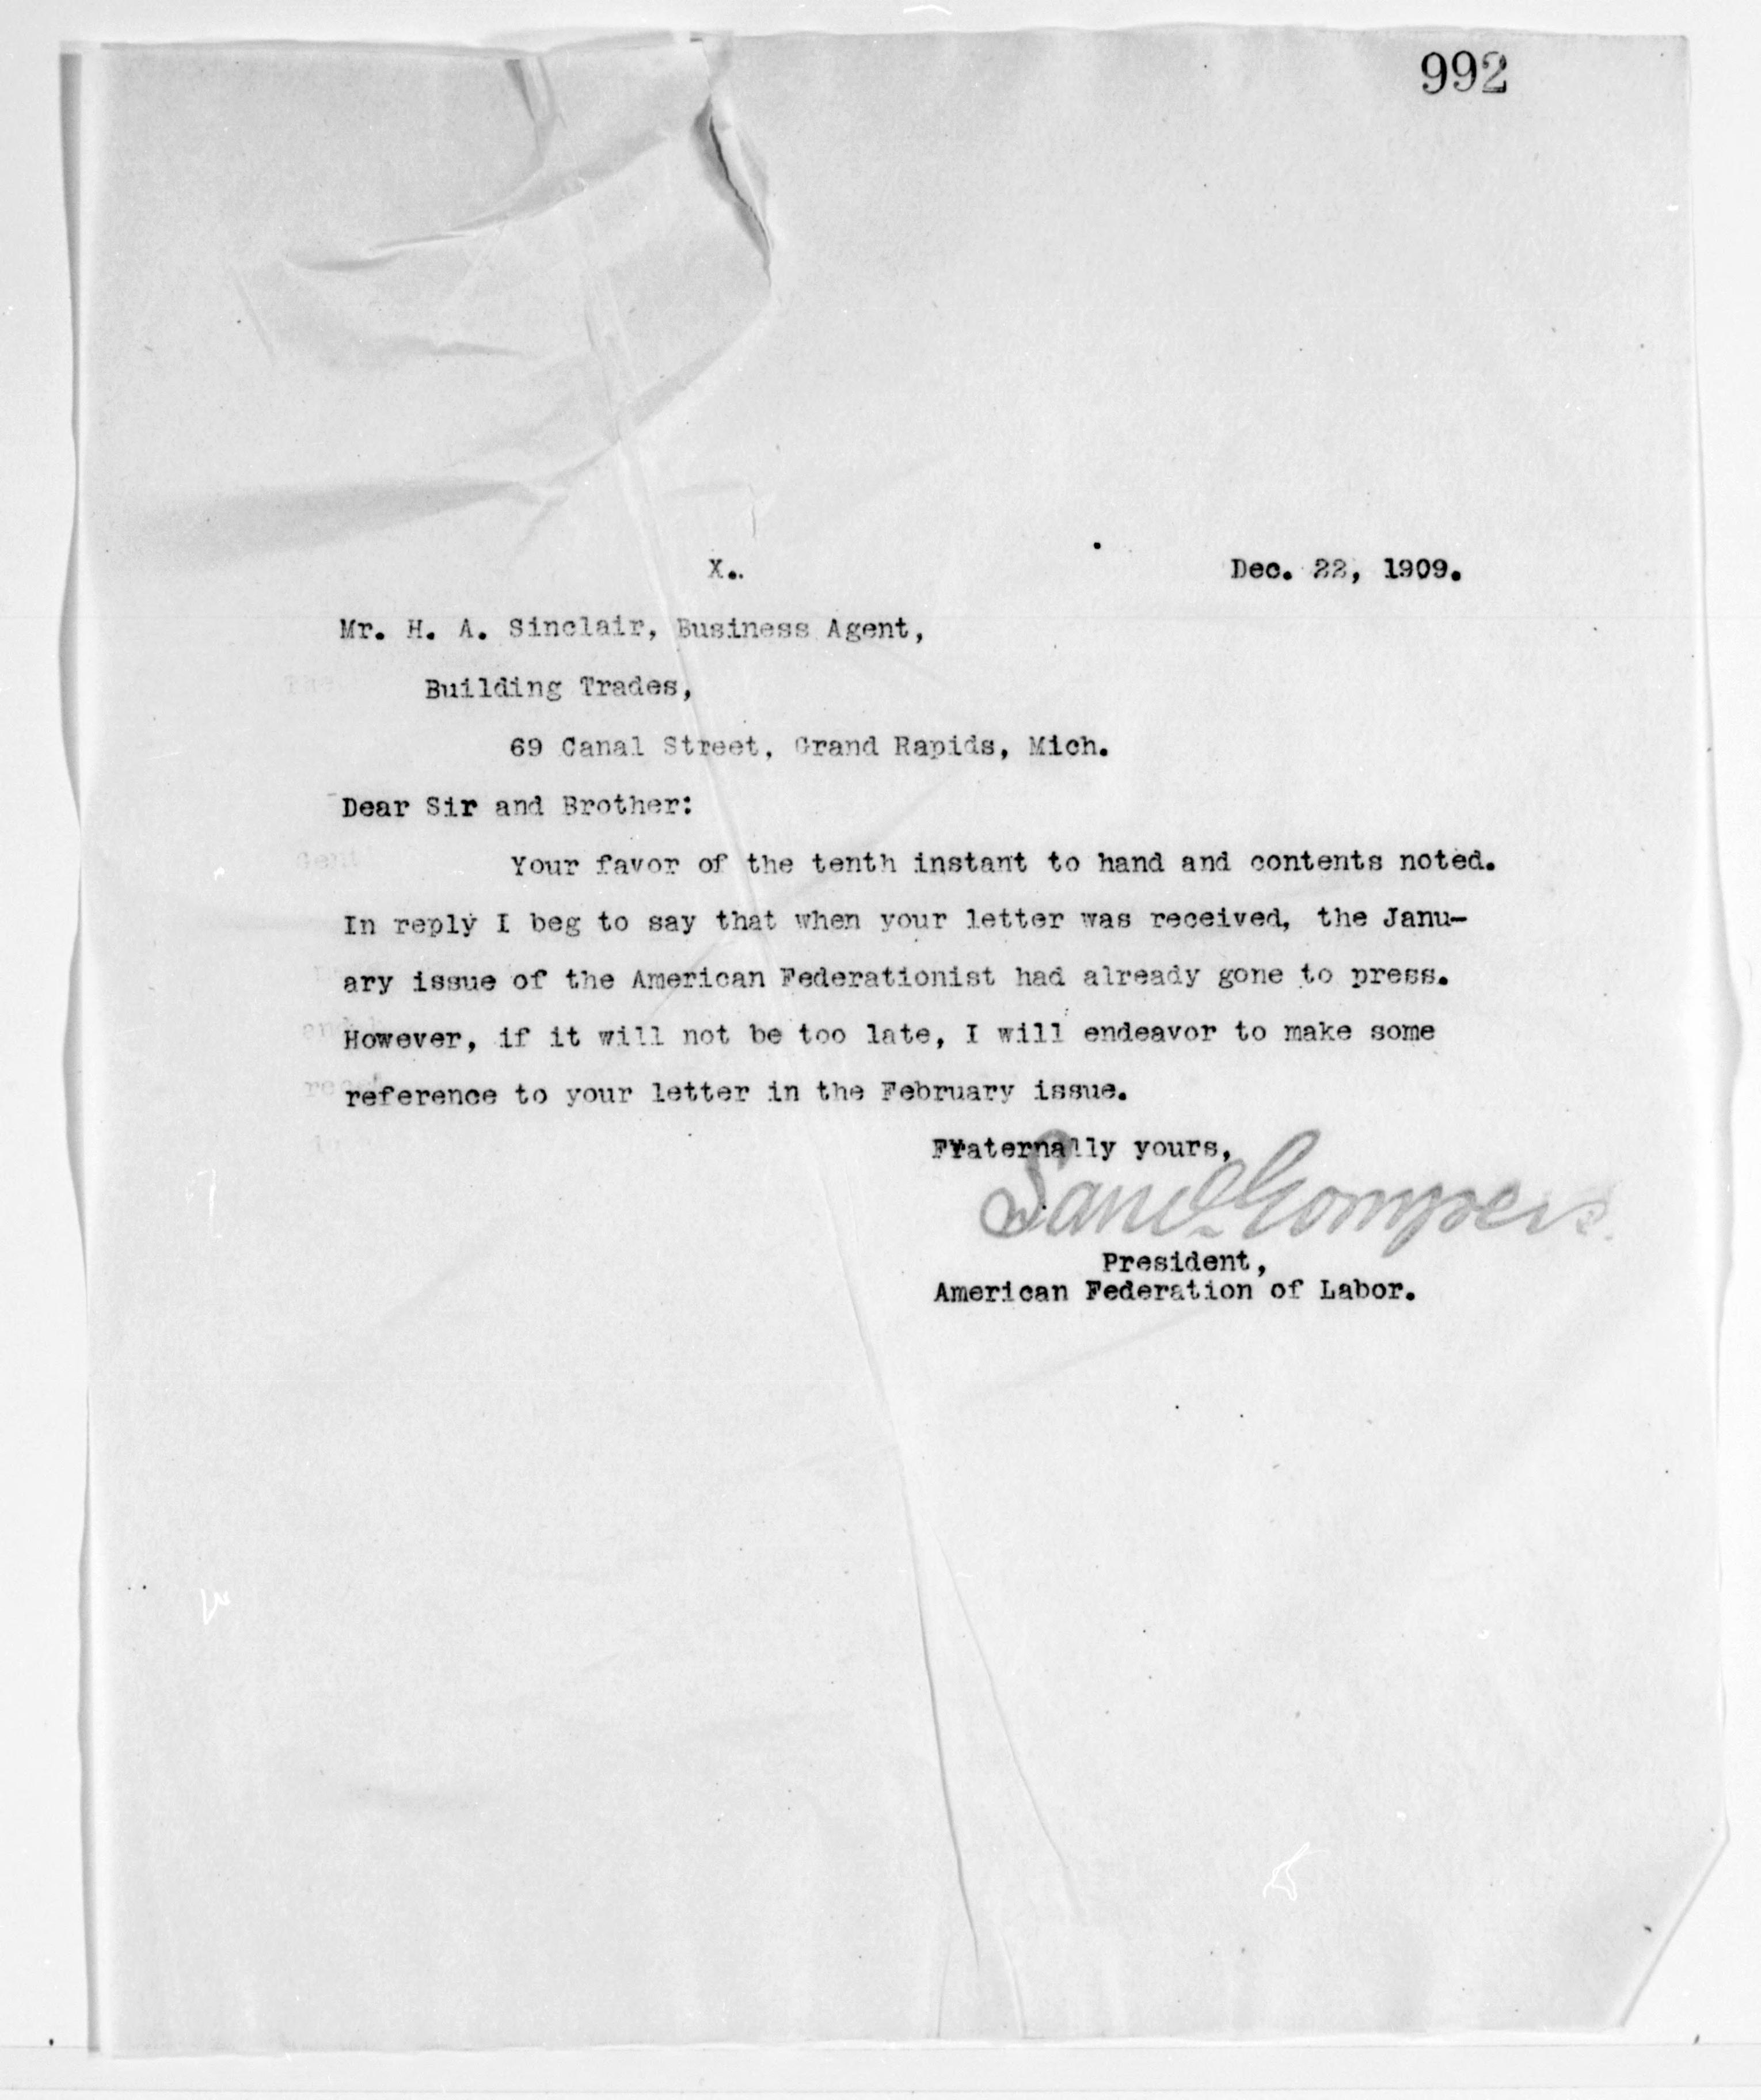 992
X.. Dec. 22, 1909.
Mr. H. A. Sinclair, Business Agent,
Building Trades,
69 Canal Street, Grand Rapids, Mich.
Dear Sir and Brother:
Your favor of the tenth instant to hand and contents noted.
In reply I beg to say that when your letter was received, the Janu-
ary issue of the American Federationist had already gone to press.
However, if it will not be too late, I will endeavor to make some
reference to your letter in the February issue.
Fraternally yours,
Saml Gompers.
President,
American Federation of Labor.